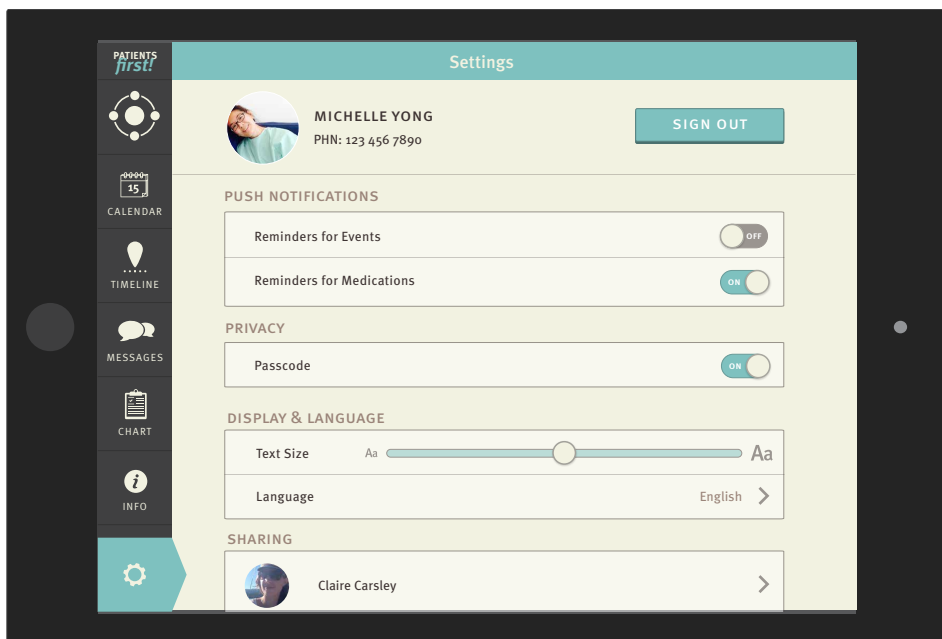 PATIENTS
first!
Settings
MICHELLE YONG
PHN: 123 456 7890
SIGN OUT
15
CALENDAR
TIMELINE
MESSAGES
CHART
i
INFO
PUSH NOTIFICATIONS
Reminders for Events
OFF
Reminders for Medications
ON
PRIVACY
Passcode
ON
DISPLAY & LANGUAGE
Text Size Aa Aa
Language English
SHARING
Claire Carsley